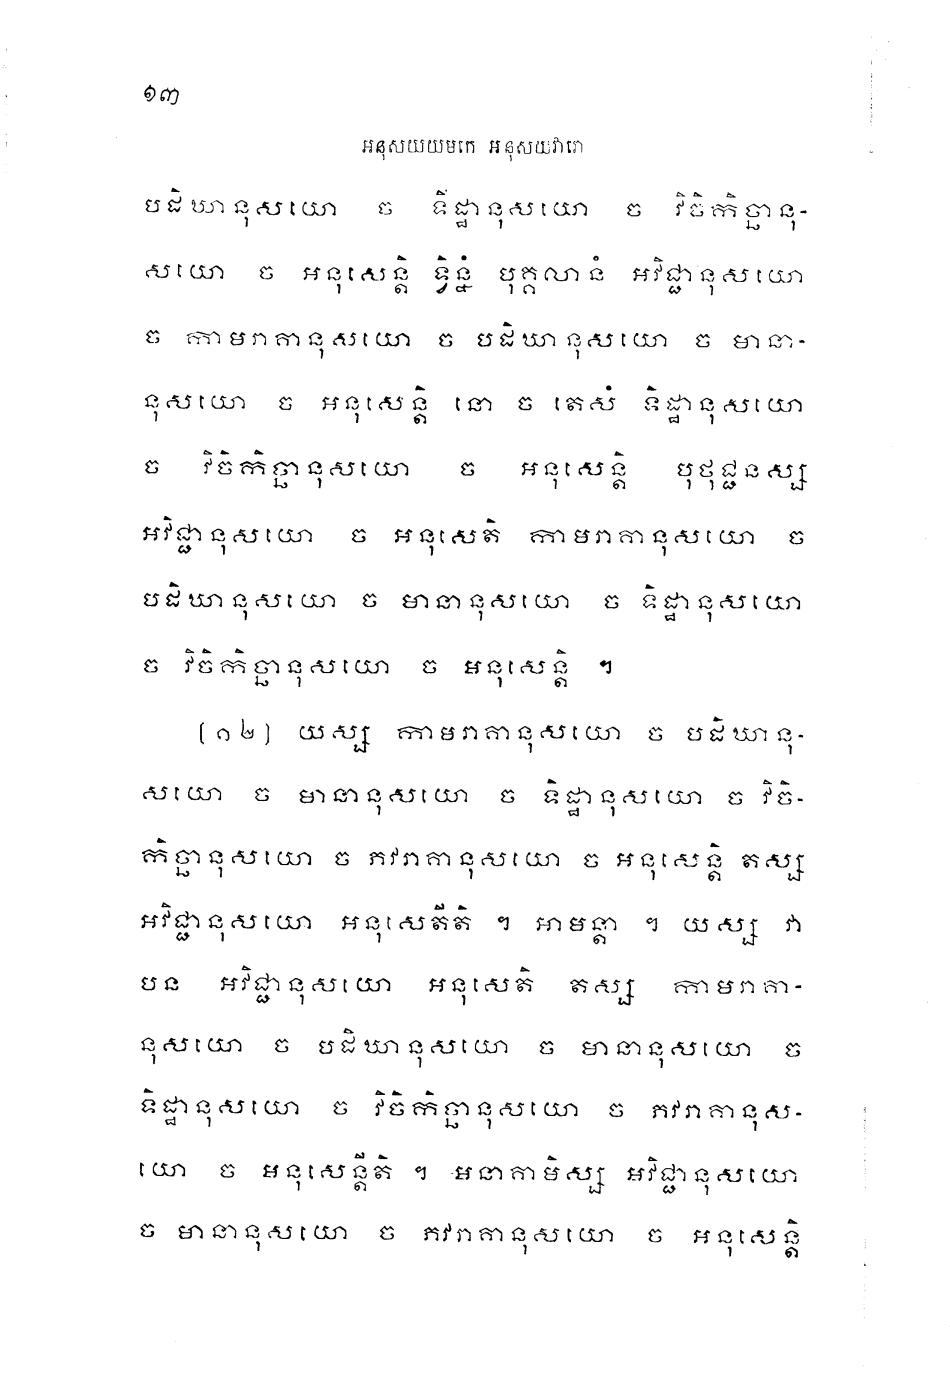 ១៣
អនុសយយមកេ អនុសយវារោ
បដិឃានុសយោ ច ទិដ្ឋានុសយោ ច វិចិកិច្ឆានុ-
សយោ ច អនុសេន្តិ ទ្វិន្នំ បុគ្គលានំ អវិជ្ជានុសយោ
ច កាមរាគានុសយោ ច បដិឃានុសយោ ច មានា-
នុសយោ ច អនុសេន្តិ នោ ច តេសំ ទិដ្ឋានុសយោ
ច វិចិកិច្ឆានុសយោ ច អនុសេន្តិ បុថុជ្ជនស្ស
អវិជ្ជានុសយោ ច អនុសេតិ កាមរាគានុសយោ ច
បដិឃានុសយោ ច មានានុសយោ ច ទិដ្ឋានុសយោ
ច វិចិកិច្ឆានុសយោ ច អនុសេន្តិ ។
(១២) យស្ស កាមរាគានុសយោ ច បដិឃានុ-
សយោ ច មានានុសយោ ច ទិដ្ឋានុសយោ ច វិចិ-
កិច្ឆានុសយោ ច ភវរាគានុសយោ ច អនុសេន្តិ តស្ស
អវិជ្ជានុសយោ អនុសេតីតិ ។ អាមន្តា ។ យស្ស វា
បន អវិជ្ជានុសយោ អនុសេតិ តស្ស កាមរាគា-
នុសយោ ច បដិឃានុសយោ ច មានានុសយោ ច
ទិដ្ឋានុសយោ ច វិចិកិច្ឆានុសយោ ច ភវរាគានុស-
យោ ច អនុសេន្តីតិ ។ អនាគាមិស្ស អវិជ្ជានុសយោ
ច មានានុសយោ ច ភវរាគានុសយោ ច អនុសេន្តិ